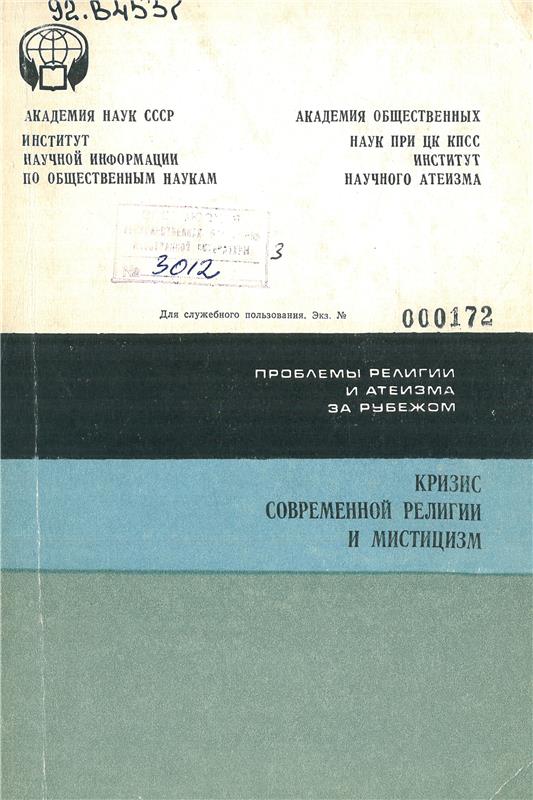 92.В453г
АКАДЕМИЯ НАУК СССР
ИНСТИТУТ
НАУЧНОЙ ИНФОРМАЦИИ
ПО ОБЩЕСТВЕННЫМ НАУКАМ
АКАДЕМИЯ ОБЩЕСТВЕННЫХ
НАУК ПРИ ЦК КПСС
ИНСТИТУТ
НАУЧНОГО АТЕИЗМА
3012
3
Для служебного пользования. Экз. №
000172
ПРОБЛЕМЫ РЕЛИГИИ
И АТЕИЗМА
ЗА РУБЕЖОМ
КРИЗИС
СОВРЕМЕННОЙ РЕЛИГИИ
И МИСТИЦИЗМ